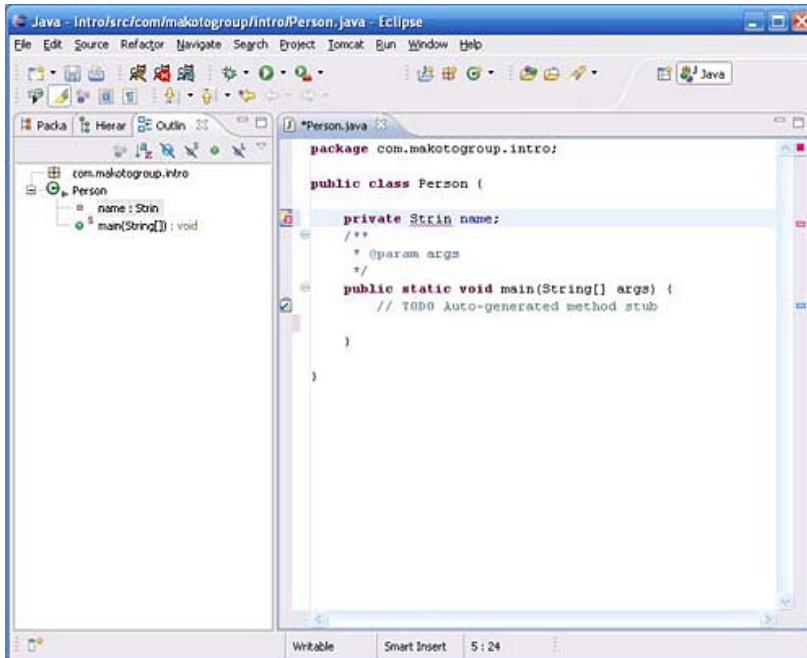 Java - Intro/src/com/makotogroup/intro/Person.java - Eclipse
File Edit Source Refactor Navigate Search Project Tomcat Run Window Help
Java
Packa Hierar Outlin
*Person.java
com.makotogroup.intro
Person
name : Strin
main(String[]) : void
package com.makotogroup.intro;
public class Person {
private Strin name;
/**
* @param args
*/
public static void main(String[] args) {
// TODO Auto-generated method stub
}
}
Writable Smart Insert 5 : 24